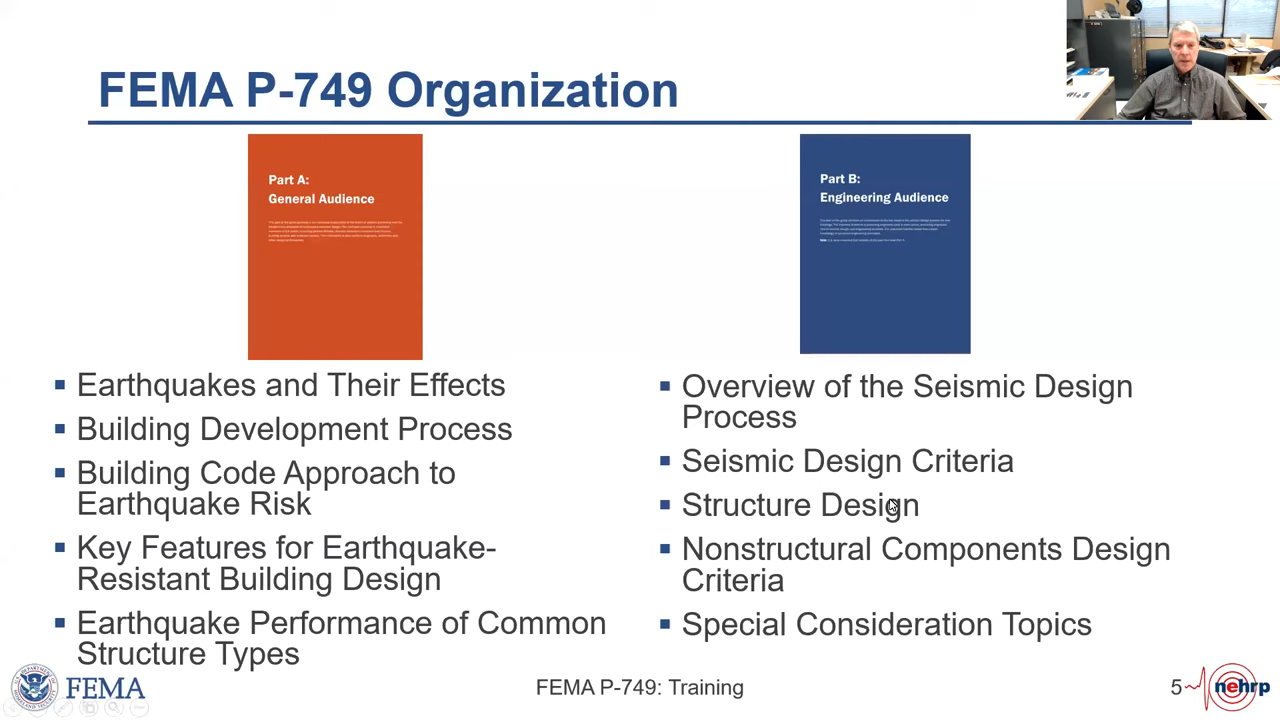 FEMA P-749 Organization
Part A:
General Audience
Part B:
Engineering Audience
Earthquakes and Their Effects
Building Development Process
Building Code Approach to
Earthquake Risk
Key Features for Earthquake-
Resistant Building Design
Earthquake Performance of Common
Structure Types
Overview of the Seismic Design
Process
Seismic Design Criteria
Structure Design
Nonstructural Components Design
Criteria
Special Consideration Topics
FEMA
FEMA P-749: Training
5
nehrp